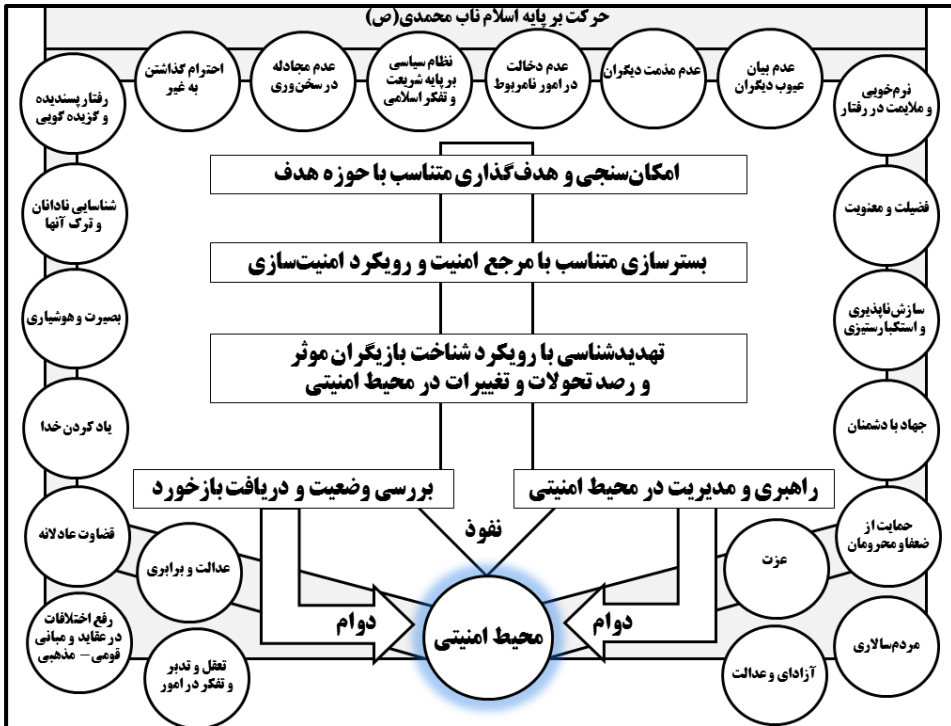 حرکت بر پایه اسلام ناب محمدی(ص)
نرم‌خویی
و ملایمت در رفتار
عدم بیان
عیوب دیگران
عدم مذمت دیگران
عدم دخالت
در امور نامربوط
نظام سیاسی
بر پایه شریعت
و تفکر اسلامی
عدم مجادله
در سخن‌وری
احترام گذاشتن
به غیر
رفتار پسندیده
و گزیده گویی
امکان‌سنجی و هدف‌گذاری متناسب با حوزه هدف
فضیلت و معنویت
شناسایی نادانان
و ترک آنها
بسترسازی متناسب با مرجع امنیت و رویکرد امنیت‌سازی
سازش‌ناپذیری
و استکبارستیزی
بصیرت و هوشیاری
تهدیدشناسی با رویکرد شناخت بازیگران موثر
و رصد تحولات و تغییرات در محیط امنیتی
جهاد با دشمنان
یاد کردن خدا
راهبری و مدیریت در محیط امنیتی
بررسی وضعیت و دریافت بازخورد
حمایت از
ضعفا و محرومان
نفوذ
قضاوت عادلانه
عزت
عدالت و برابری
دوام
محیط امنیتی
دوام
مردم‌سالاری
آزادای و عدالت
تعقل و تدبر
و تفکر در امور
رفع اختلافات
در عقاید و مبانی
قومی – مذهبی